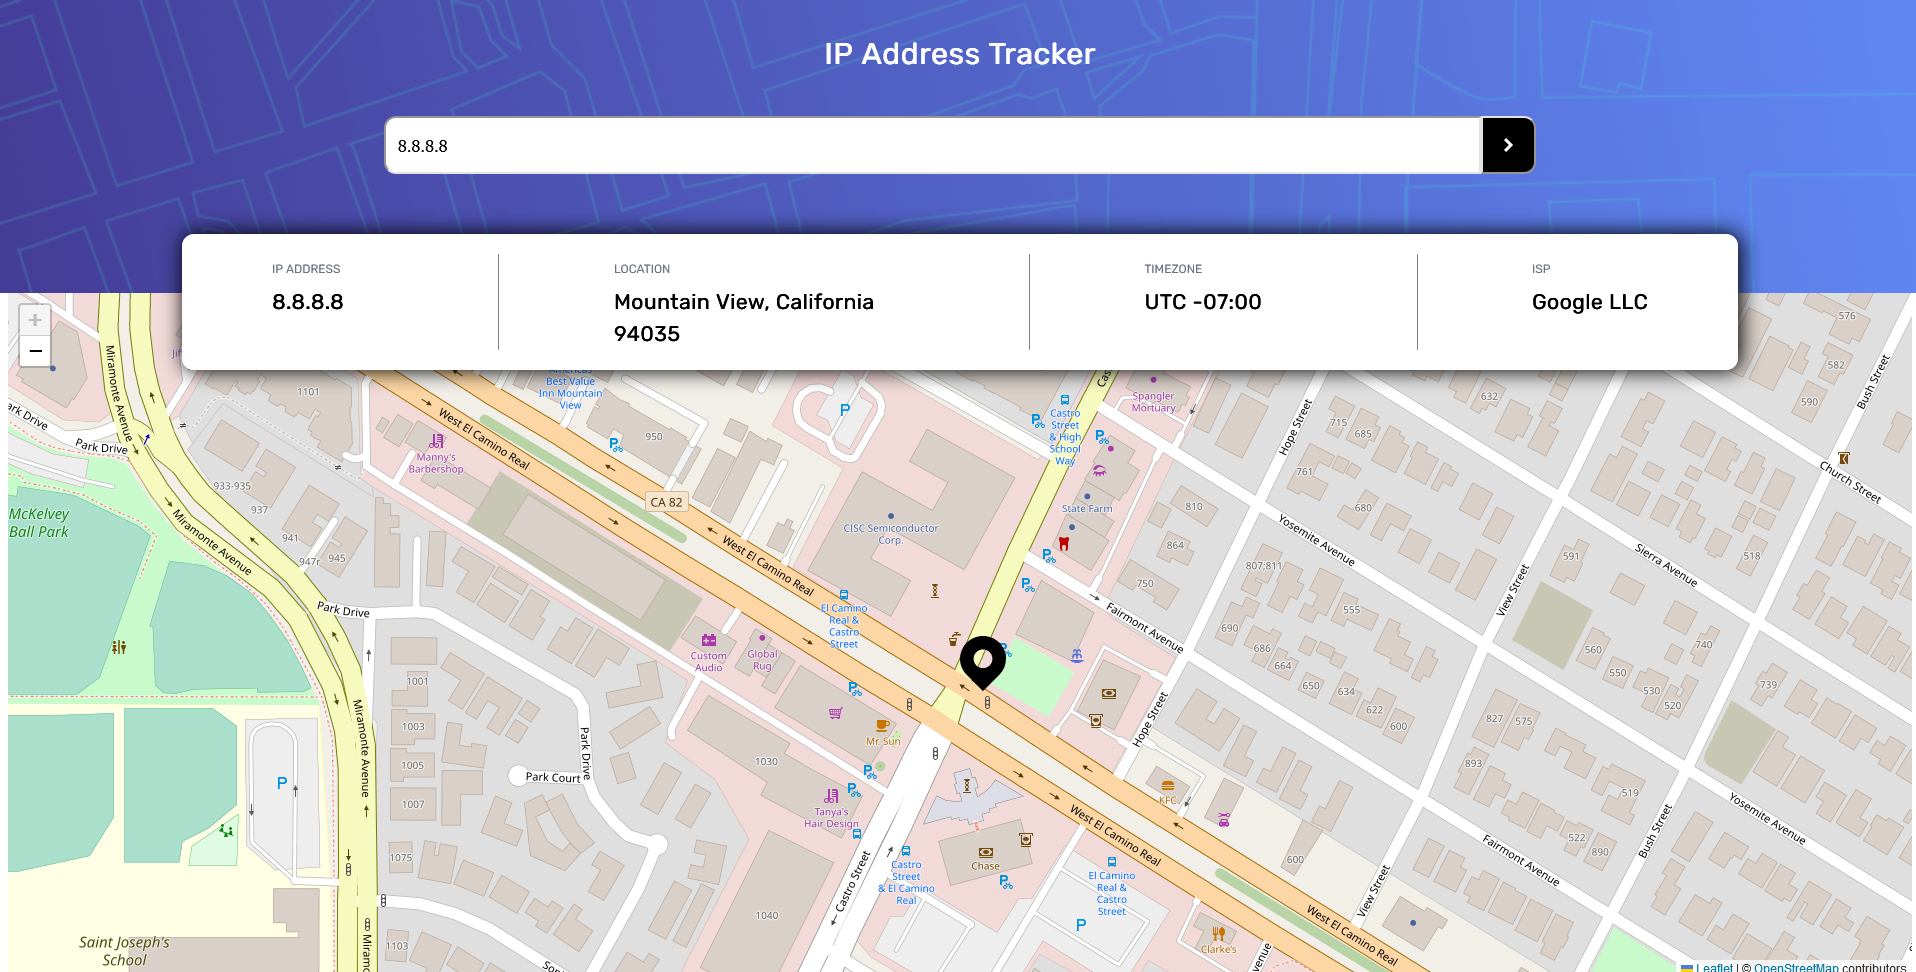 IP Address Tracker
8.8.8.8
IP ADDRESS
8.8.8.8
LOCATION
Mountain View, California
94035
TIMEZONE
UTC -07:00
ISP
Google LLC
+
−
576
582
590
Bush Street
Miramonte Avenue
1101
Americas
Best Value
Inn Mountain
View
950
West El Camino Real
Manny's
Barbershop
P
Castro
Street
& High
School
Way
Spangler
Mortuary
Hope Street
715
685
632
Church Street
Park Drive
933-935
937
941
947r
945
McKelvey
Ball Park
Miramonte Avenue
CA 82
West El Camino Real
CISC Semiconductor
Corp.
State Farm
810
761
680
864
750
807;811
Yosemite Avenue
591
518
Sierra Avenue
View Street
Park Drive
El Camino
Real &
Castro
Street
Custom
Audio
Global
Rug
Fairmont Avenue
555
690
686
664
650
634
622
600
560
550
530
520
740
739
827
575
1001
1003
1005
1007
1075
1103
Miramonte Avenue
Park Drive
Park Court
P
Mr. Sun
1030
Tanya's
Hair Design
Hope Street
KFC
893
519
522
890
Yosemite Avenue
Fairmont Avenue
Bush Street
West El Camino Real
Chase
Castro
Street
& El Camino
Real
El Camino
Real &
Castro
Street
Castro Street
1040
P
600
View Street
West El Camino Real
Clarke's
Saint Joseph's
School
Leaflet | © OpenStreetMap contributors